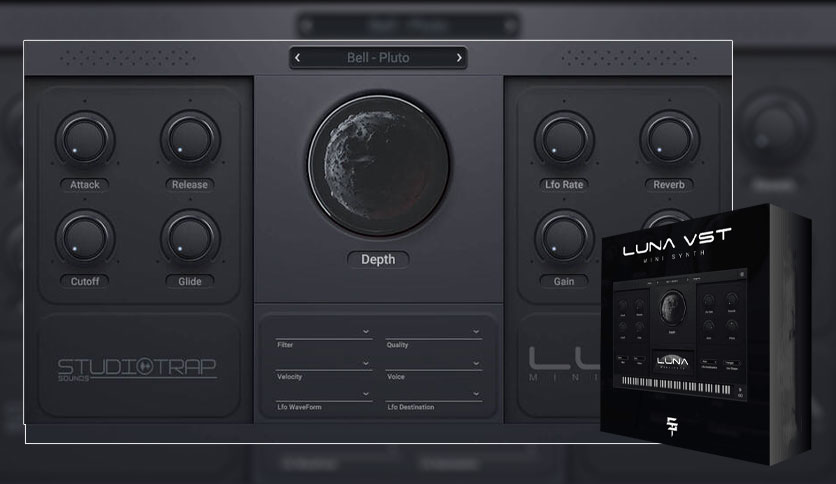 Bell - Pluto
Attack
Release
Cutoff
Glide
Depth
Lfo Rate
Reverb
Gain
Filter
Quality
Velocity
Voice
Lfo WaveForm
Lfo Destination
STUDIOTRAP
SOUNDS
LUNA VST
MINI SYNTH
LUNA